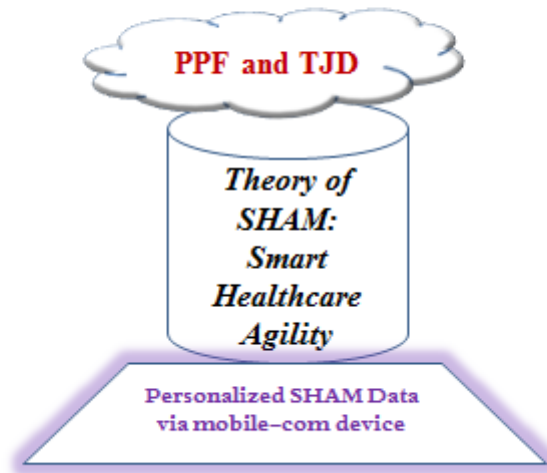 PPF and TJD
Theory of
SHAM:
Smart
Healthcare
Agility
Personalized SHAM Data
via mobile-com device